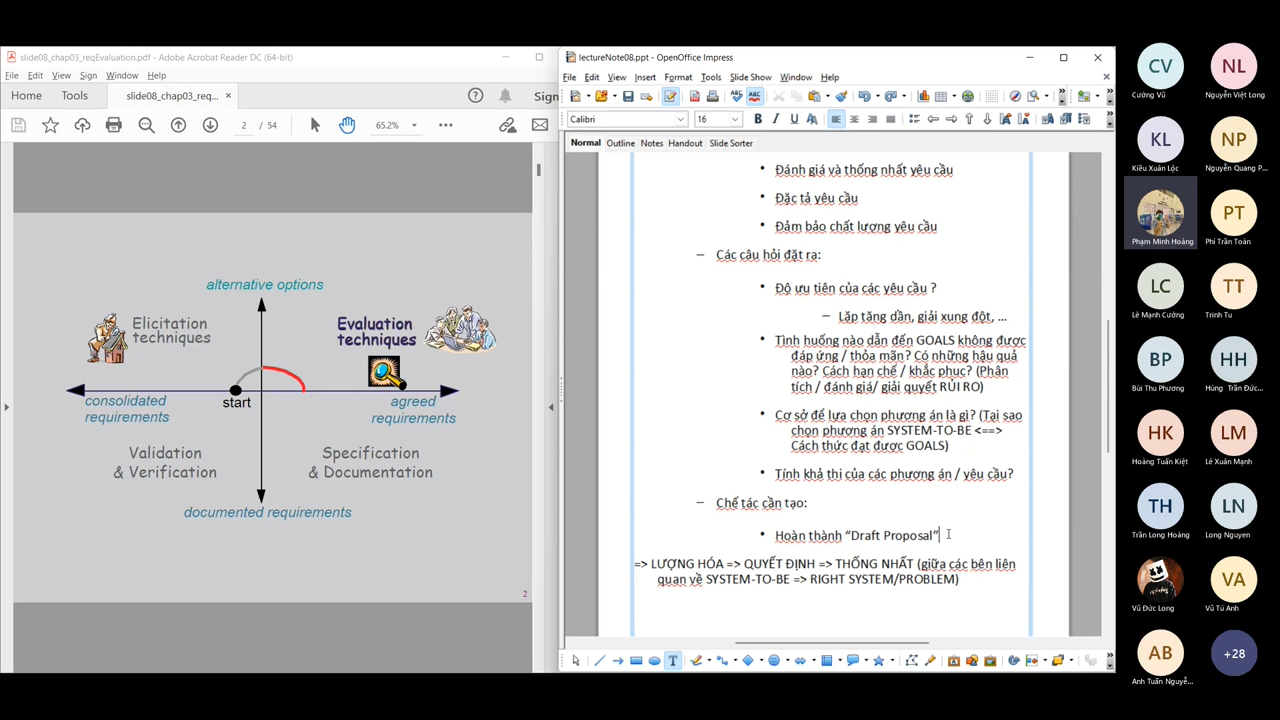 slide08_chap03_reqEvaluation.pdf - Adobe Acrobat Reader DC (64-bit)
File Edit View Sign Window Help
Home Tools slide08_chap03_req... × Sign
2 / 54 65.2%
alternative options
Elicitation
techniques
Evaluation
techniques
start
consolidated
requirements
agreed
requirements
Validation
& Verification
Specification
& Documentation
documented requirements
2
lectureNote08.ppt - OpenOffice Impress
File Edit View Insert Format Tools Slide Show Window Help
Calibri 16
Normal Outline Notes Handout Slide Sorter
• Đánh giá và thống nhất yêu cầu
• Đặc tả yêu cầu
• Đảm bảo chất lượng yêu cầu
– Các câu hỏi đặt ra:
• Độ ưu tiên của các yêu cầu ?
– Lặp tăng dần, giải xung đột, ...
• Tình huống nào dẫn đến GOALS không được
đáp ứng / thỏa mãn? Có những hậu quả
nào? Cách hạn chế / khắc phục? (Phân
tích / đánh giá/ giải quyết RỦI RO)
• Cơ sở để lựa chọn phương án là gì? (Tại sao
chọn phương án SYSTEM-TO-BE <==>
Cách thức đạt được GOALS)
• Tính khả thi của các phương án / yêu cầu?
– Chế tác cần tạo:
• Hoàn thành “Draft Proposal”
=> LƯỢNG HÓA => QUYẾT ĐỊNH => THỐNG NHẤT (giữa các bên liên
quan về SYSTEM-TO-BE => RIGHT SYSTEM/PROBLEM)
CV NL
Cường Vũ Nguyễn Việt Long
KL NP
Kiều Xuân Lộc Nguyễn Quang P...
PT
Phạm Minh Hoàng Phí Trần Toàn
LC TT
Lê Mạnh Cường Trinh Tu
BP HH
Bùi Thu Phương Hùng Trần Đức...
HK LM
Hoàng Tuấn Kiệt Lê Xuân Mạnh
TH LN
Trần Long Hoàng Long Nguyen
VA
Vũ Đức Long Vũ Tú Anh
AB +28
Anh Tuấn Nguyễ...